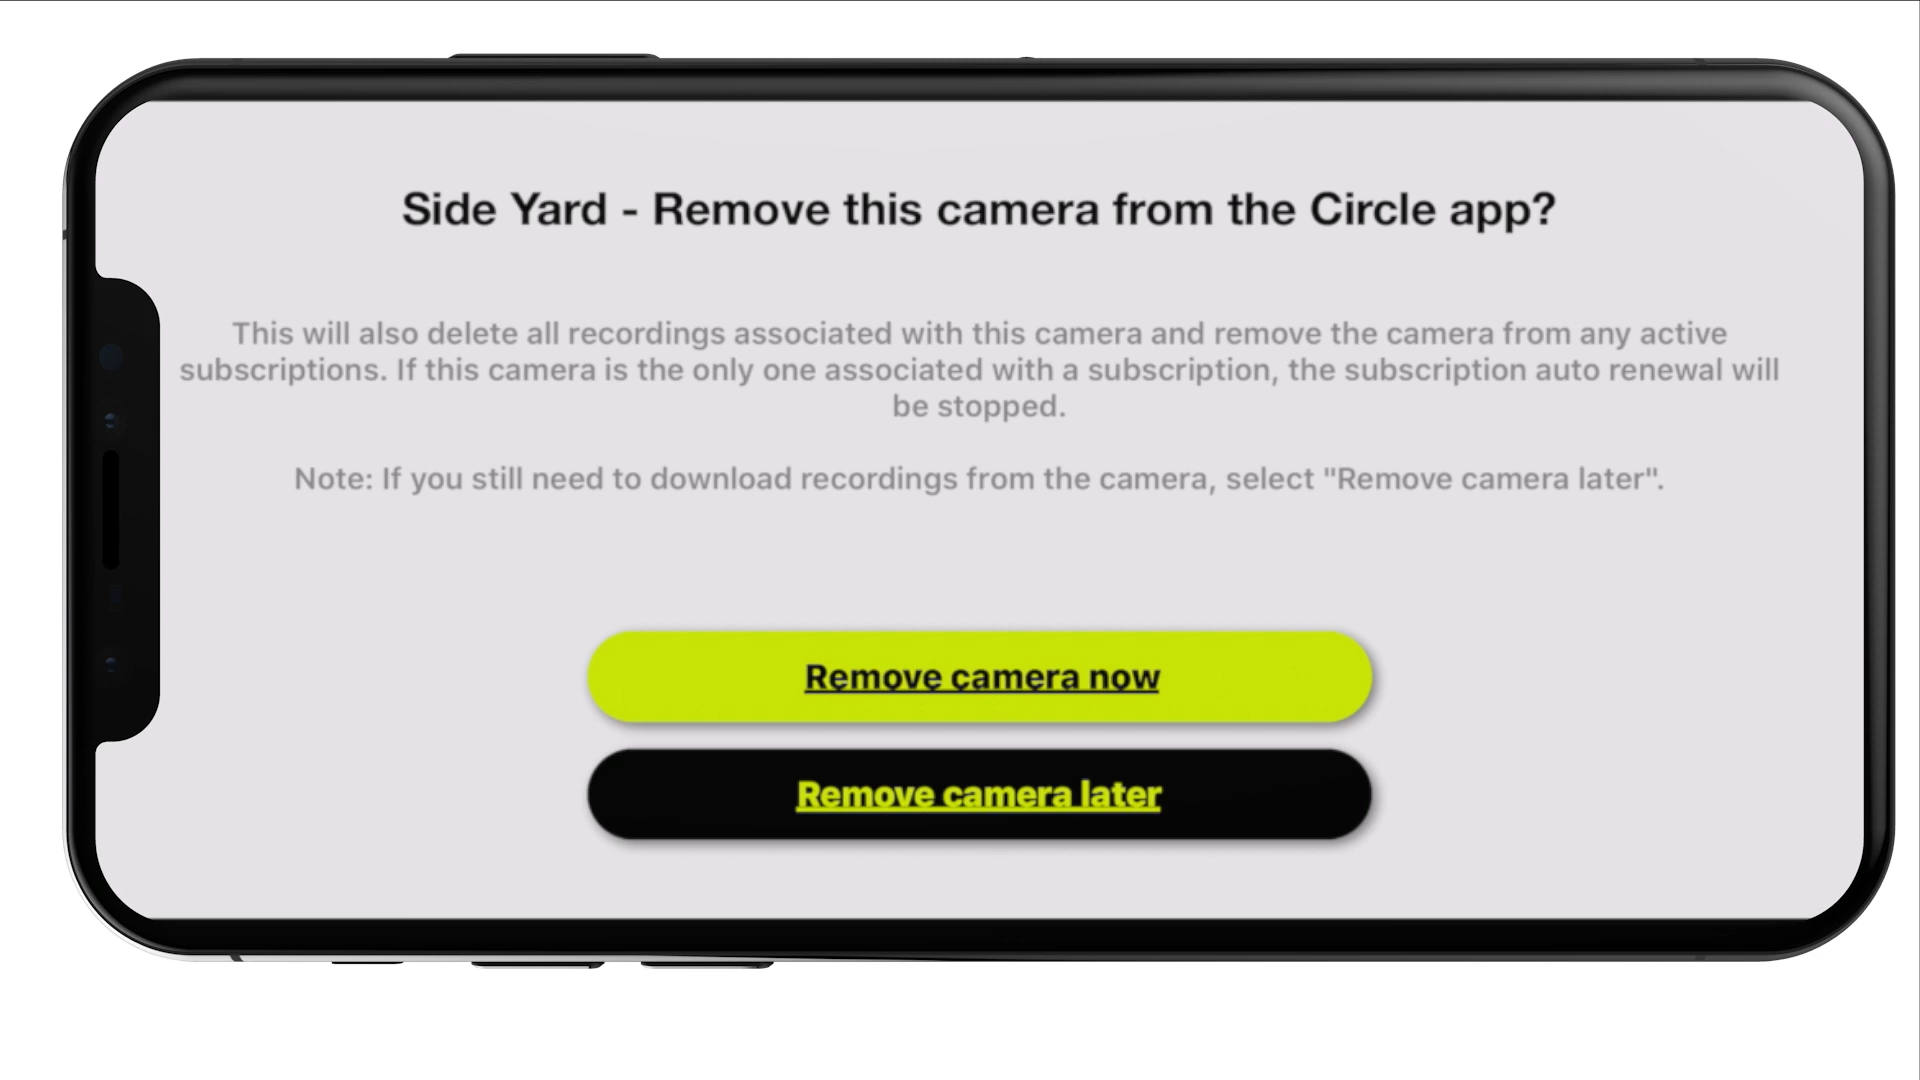 Side Yard - Remove this camera from the Circle app?
This will also delete all recordings associated with this camera and remove the camera from any active
subscriptions. If this camera is the only one associated with a subscription, the subscription auto renewal will
be stopped.
Note: If you still need to download recordings from the camera, select "Remove camera later".
Remove camera now
Remove camera later